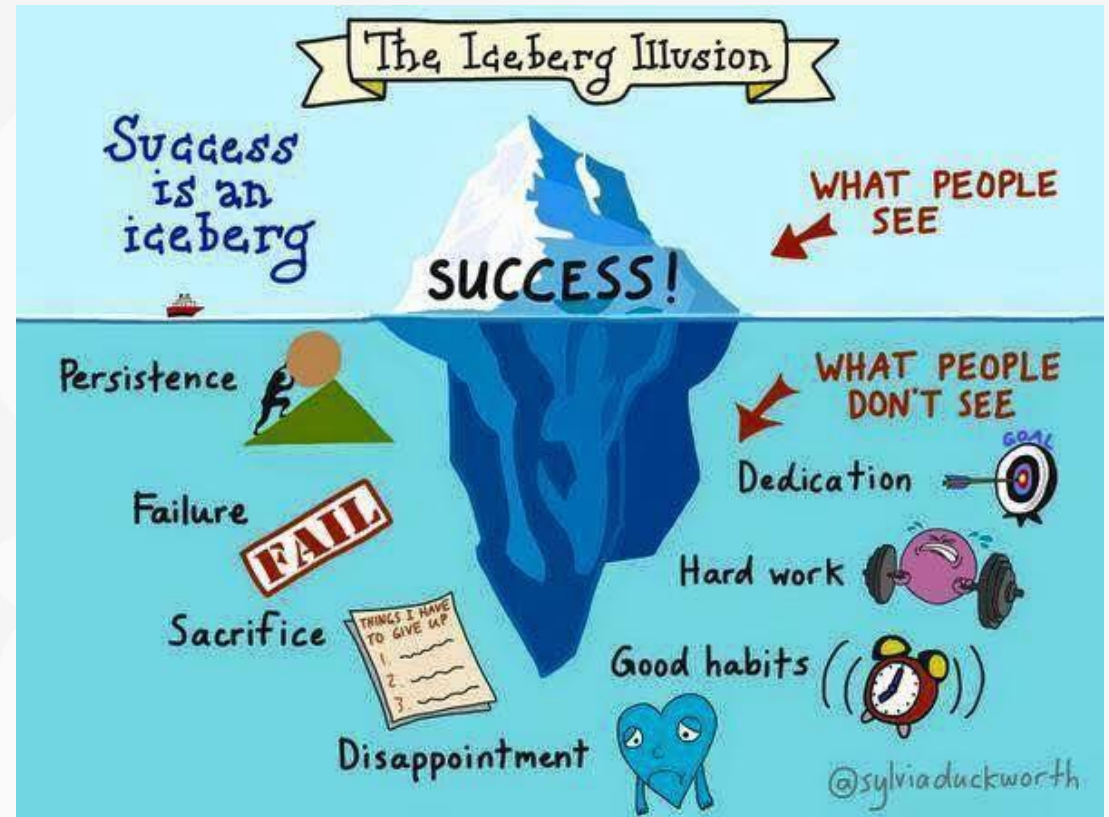 The Iceberg Illusion
Success
is an
iceberg
WHAT PEOPLE
SEE
SUCCESS!
Persistence
WHAT PEOPLE
DON'T SEE
GOAL
Dedication
Failure
FAIL
Hard work
Sacrifice
THINGS I HAVE
TO GIVE UP
1.
2.
3.
Good habits
Disappointment
@sylviaduckworth